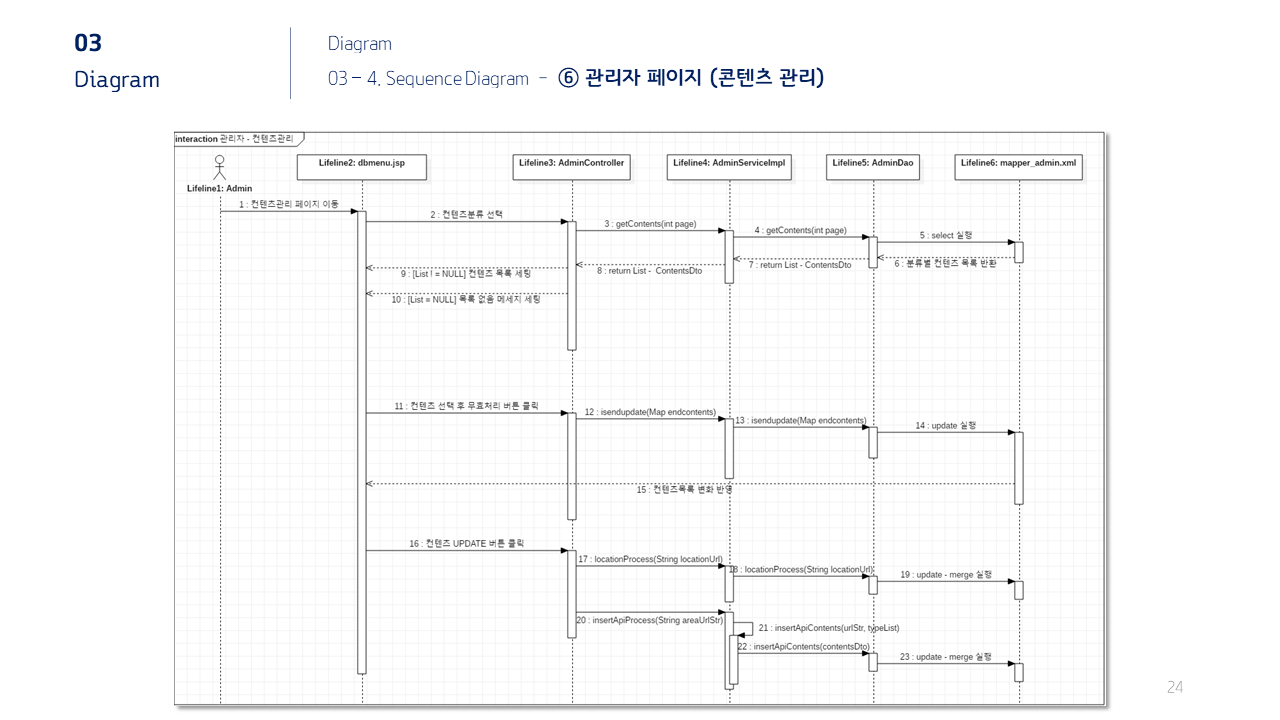 03
Diagram
Diagram
03 – 4. Sequence Diagram – ⑥ 관리자 페이지 (콘텐츠 관리)
interaction 관리자 - 컨텐츠관리
Lifeline1: Admin
Lifeline2: dbmenu.jsp
Lifeline3: AdminController
Lifeline4: AdminServiceImpl
Lifeline5: AdminDao
Lifeline6: mapper_admin.xml
1 : 컨텐츠관리 페이지 이동
2 : 컨텐츠분류 선택
3 : getContents(int page)
4 : getContents(int page)
5 : select 실행
6 : 분류별 컨텐츠 목록 반환
7 : return List - ContentsDto
8 : return List - ContentsDto
9 : [List ! = NULL] 컨텐츠 목록 세팅
10 : [List = NULL] 목록 없음 메세지 세팅
11 : 컨텐츠 선택 후 무효처리 버튼 클릭
12 : isendupdate(Map endcontents)
13 : isendupdate(Map endcontents)
14 : update 실행
15 : 컨텐츠목록 변화 반영
16 : 컨텐츠 UPDATE 버튼 클릭
17 : locationProcess(String locationUrl)
18 : locationProcess(String locationUrl)
19 : update - merge 실행
20 : insertApiProcess(String areaUrlStr)
21 : insertApiContents(urlStr, typeList)
22 : insertApiContents(contentsDto)
23 : update - merge 실행
24